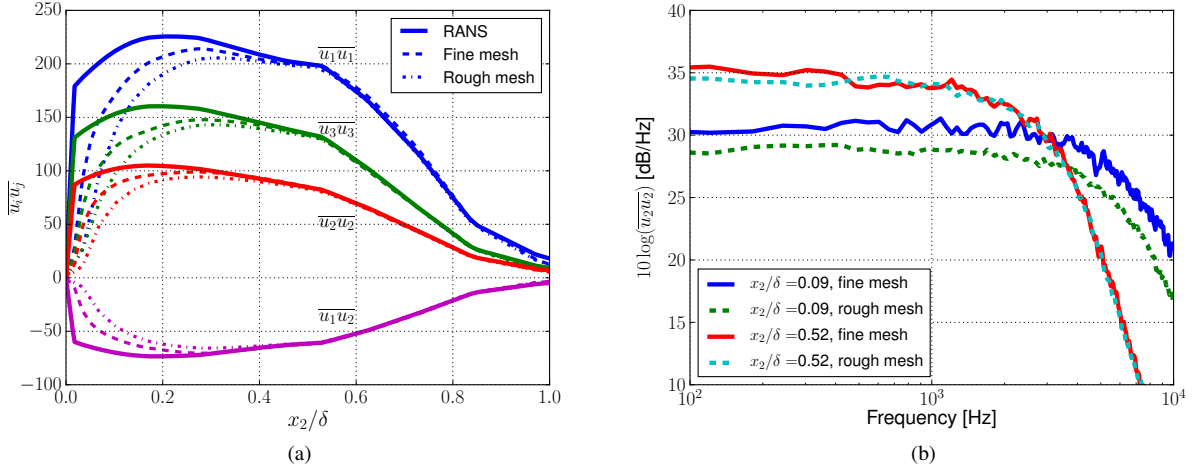 250
200
150
100
50
0
−50
−100
0.0 0.2 0.4 0.6 0.8 1.0
x₂/δ
u̅ᵢu̅ⱼ
RANS
Fine mesh
Rough mesh
u₁u₁
u₃u₃
u₂u₂
u₁u₂
(a)
40
35
30
25
20
15
10
10² 10³ 10⁴
Frequency [Hz]
10 log(u₂u₂) [dB/Hz]
x₂/δ =0.09, fine mesh
x₂/δ =0.09, rough mesh
x₂/δ =0.52, fine mesh
x₂/δ =0.52, rough mesh
(b)